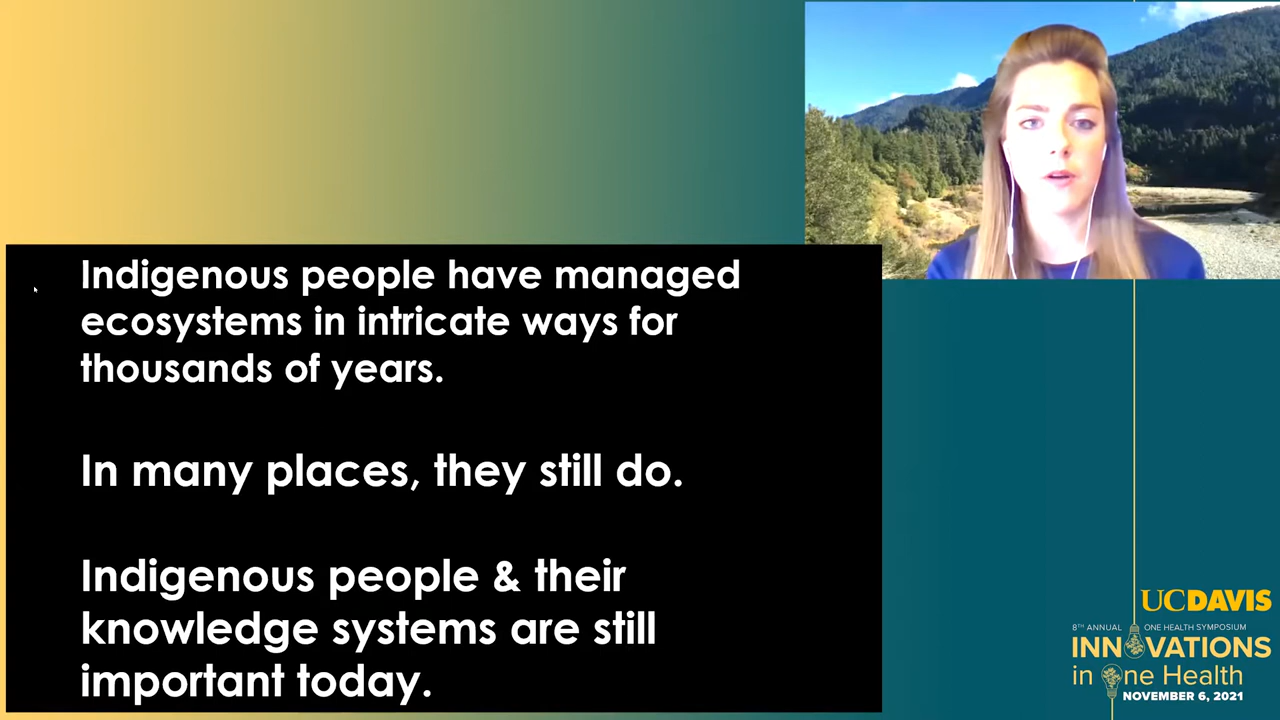 Indigenous people have managed
ecosystems in intricate ways for
thousands of years.
In many places, they still do.
Indigenous people & their
knowledge systems are still
important today.
UCDAVIS
8TH ANNUAL ONE HEALTH SYMPOSIUM
INNOVATIONS
in One Health
NOVEMBER 6, 2021